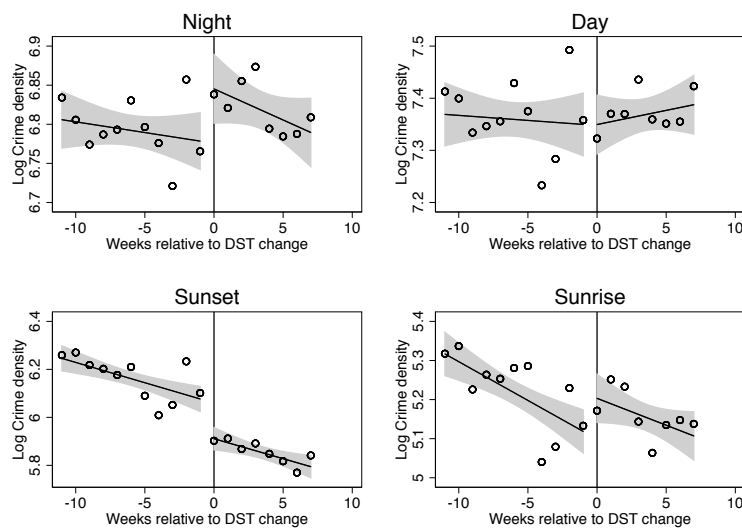 Night
Log Crime density
6.7 6.75 6.8 6.85 6.9
-10 -5 0 5 10
Weeks relative to DST change
Day
Log Crime density
7.2 7.3 7.4 7.5
-10 -5 0 5 10
Weeks relative to DST change
Sunset
Log Crime density
5.8 6 6.2 6.4
-10 -5 0 5 10
Weeks relative to DST change
Sunrise
Log Crime density
5 5.1 5.2 5.3 5.4
-10 -5 0 5 10
Weeks relative to DST change